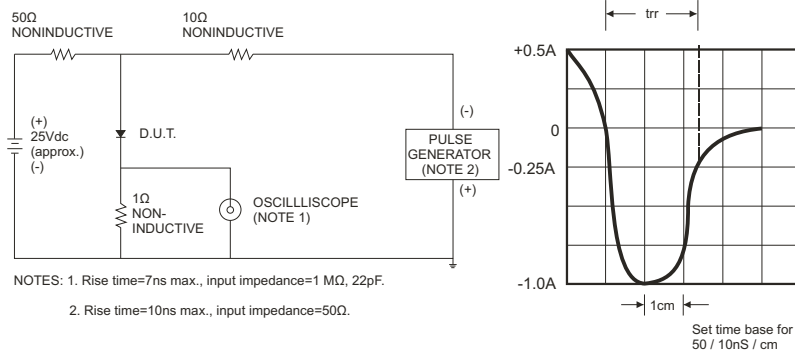 50Ω
NONINDUCTIVE
10Ω
NONINDUCTIVE
(+)
25Vdc
(approx.)
(-)
D.U.T.
1Ω
NON-
INDUCTIVE
OSCILLLISCOPE
(NOTE 1)
(-)
PULSE
GENERATOR
(NOTE 2)
(+)
NOTES: 1. Rise time=7ns max., input impedance=1 MΩ, 22pF.
2. Rise time=10ns max., input impedance=50Ω.
trr
+0.5A
0
-0.25A
-1.0A
1cm
Set time base for
50 / 10nS / cm